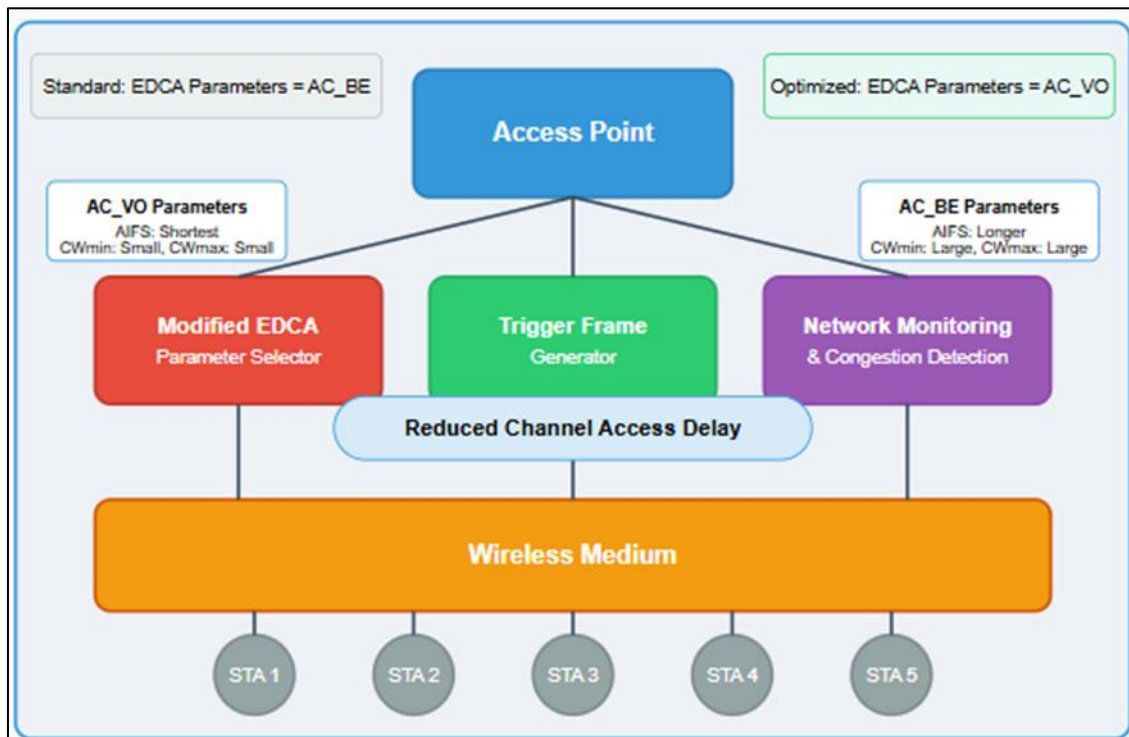 Standard: EDCA Parameters = AC_BE
Optimized: EDCA Parameters = AC_VO
Access Point
AC_VO Parameters
AIFS: Shortest
CWmin: Small, CWmax: Small
AC_BE Parameters
AIFS: Longer
CWmin: Large, CWmax: Large
Modified EDCA
Parameter Selector
Trigger Frame
Generator
Network Monitoring
& Congestion Detection
Reduced Channel Access Delay
Wireless Medium
STA 1
STA 2
STA 3
STA 4
STA 5